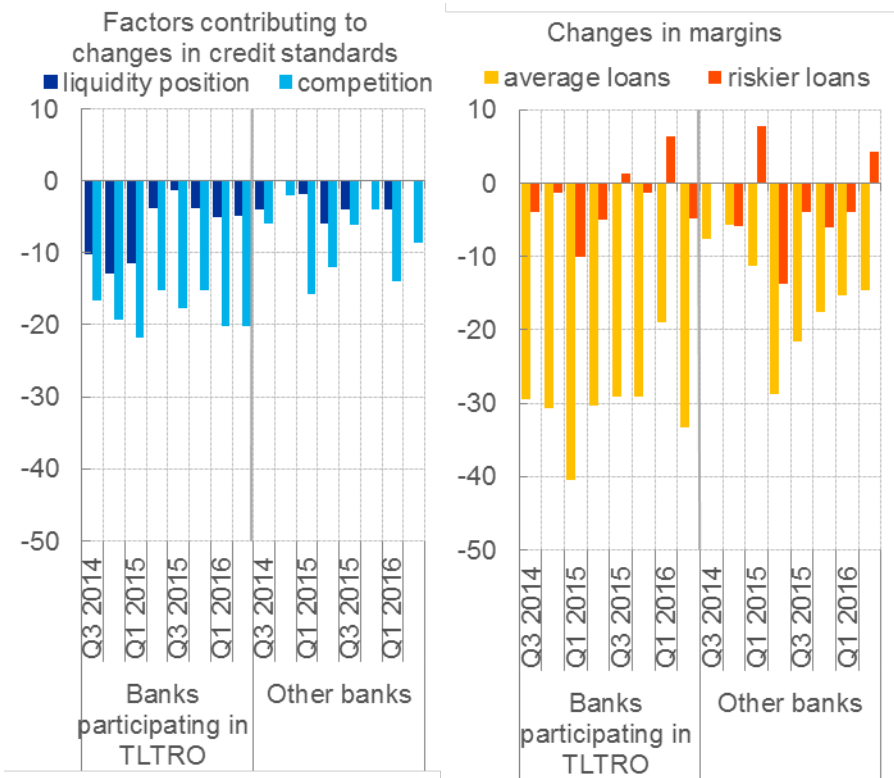 Factors contributing to
changes in credit standards
liquidity position competition
10
0
-10
-20
-30
-40
-50
Q3 2014
Q1 2015
Q3 2015
Q1 2016
Q3 2014
Q1 2015
Q3 2015
Q1 2016
Banks
participating in
TLTRO
Other banks
Changes in margins
average loans riskier loans
10
0
-10
-20
-30
-40
-50
Q3 2014
Q1 2015
Q3 2015
Q1 2016
Q3 2014
Q1 2015
Q3 2015
Q1 2016
Banks
participating in
TLTRO
Other banks